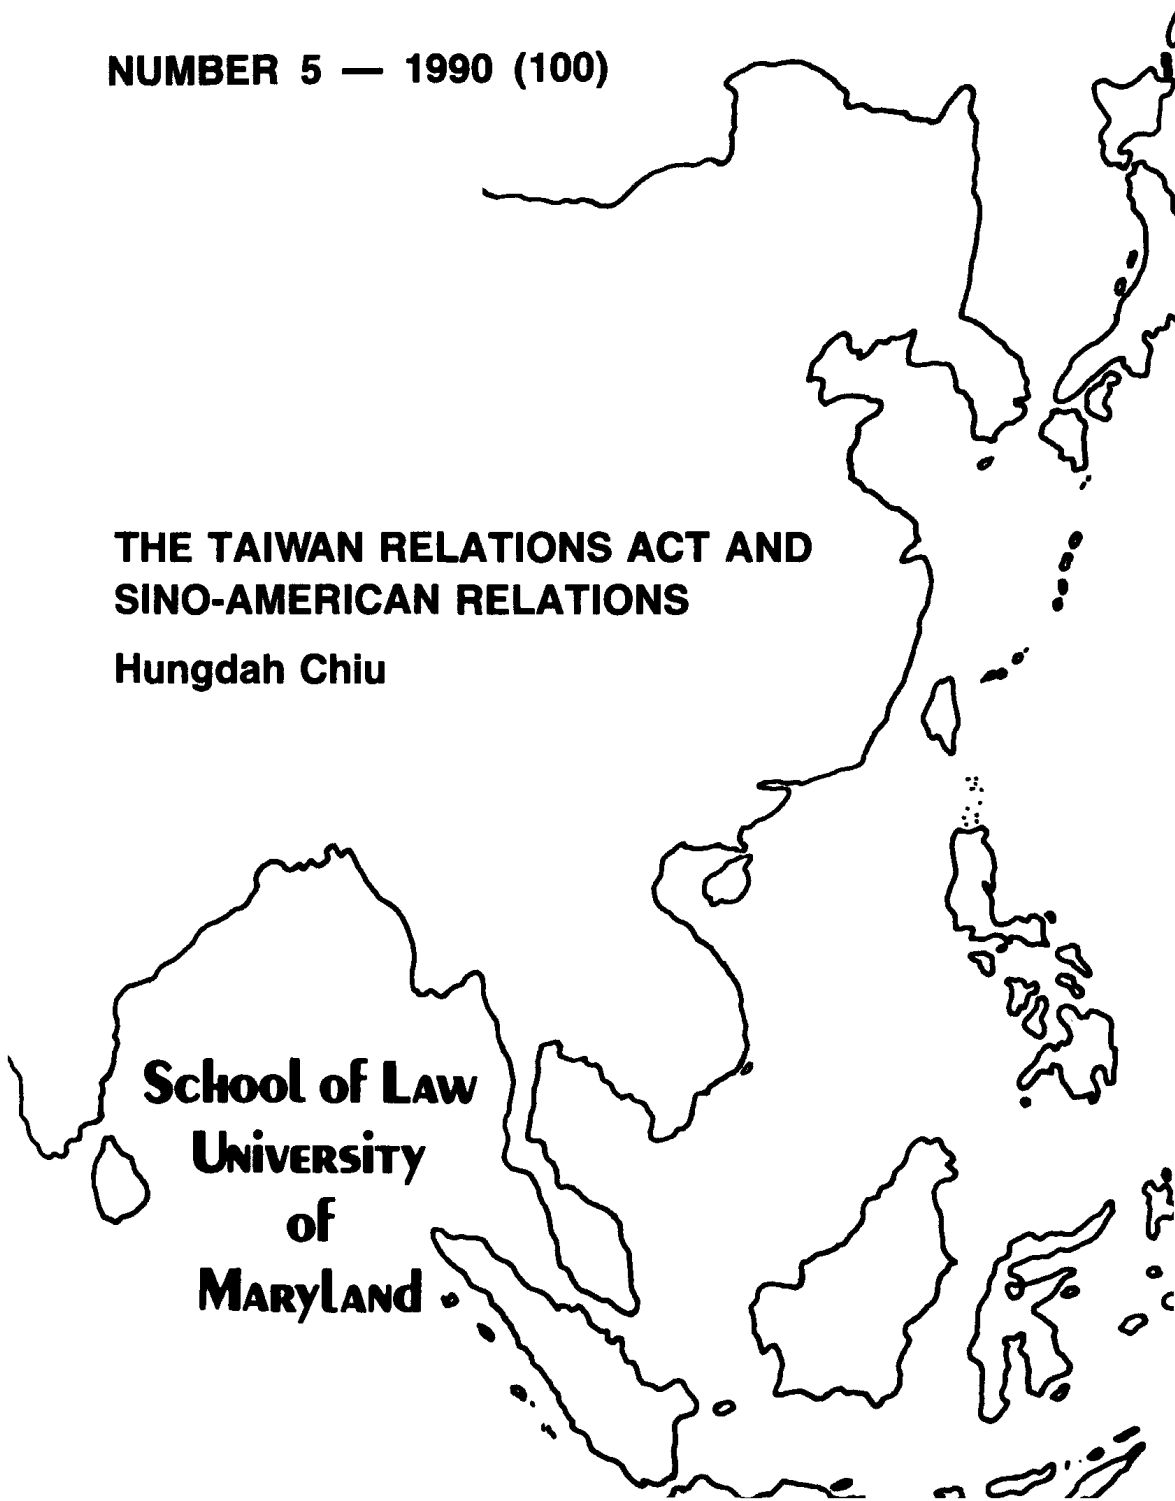 NUMBER 5 — 1990 (100)
THE TAIWAN RELATIONS ACT AND
SINO-AMERICAN RELATIONS
Hungdah Chiu
School of Law
University
of
Maryland